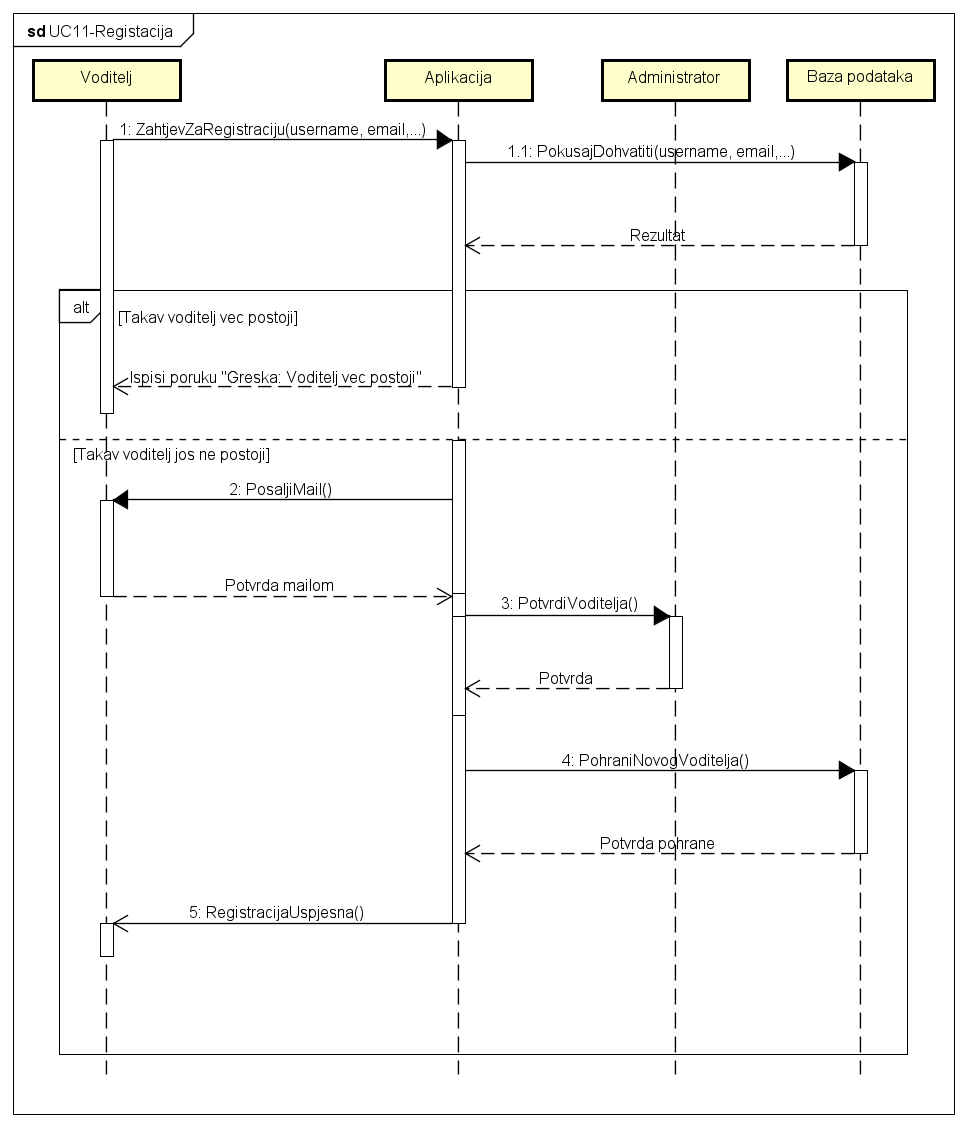 sd UC11-Registacija
Voditelj
Aplikacija
Administrator
Baza podataka
1: ZahtjevZaRegistraciju(username, email,...)
1.1: PokusajDohvatiti(username, email,...)
Rezultat
alt
[Takav voditelj vec postoji]
Ispisi poruku "Greska: Voditelj vec postoji"
[Takav voditelj jos ne postoji]
2: PosaljiMail()
Potvrda mailom
3: PotvrdiVoditelja()
Potvrda
4: PohraniNovogVoditelja()
Potvrda pohrane
5: RegistracijaUspjesna()